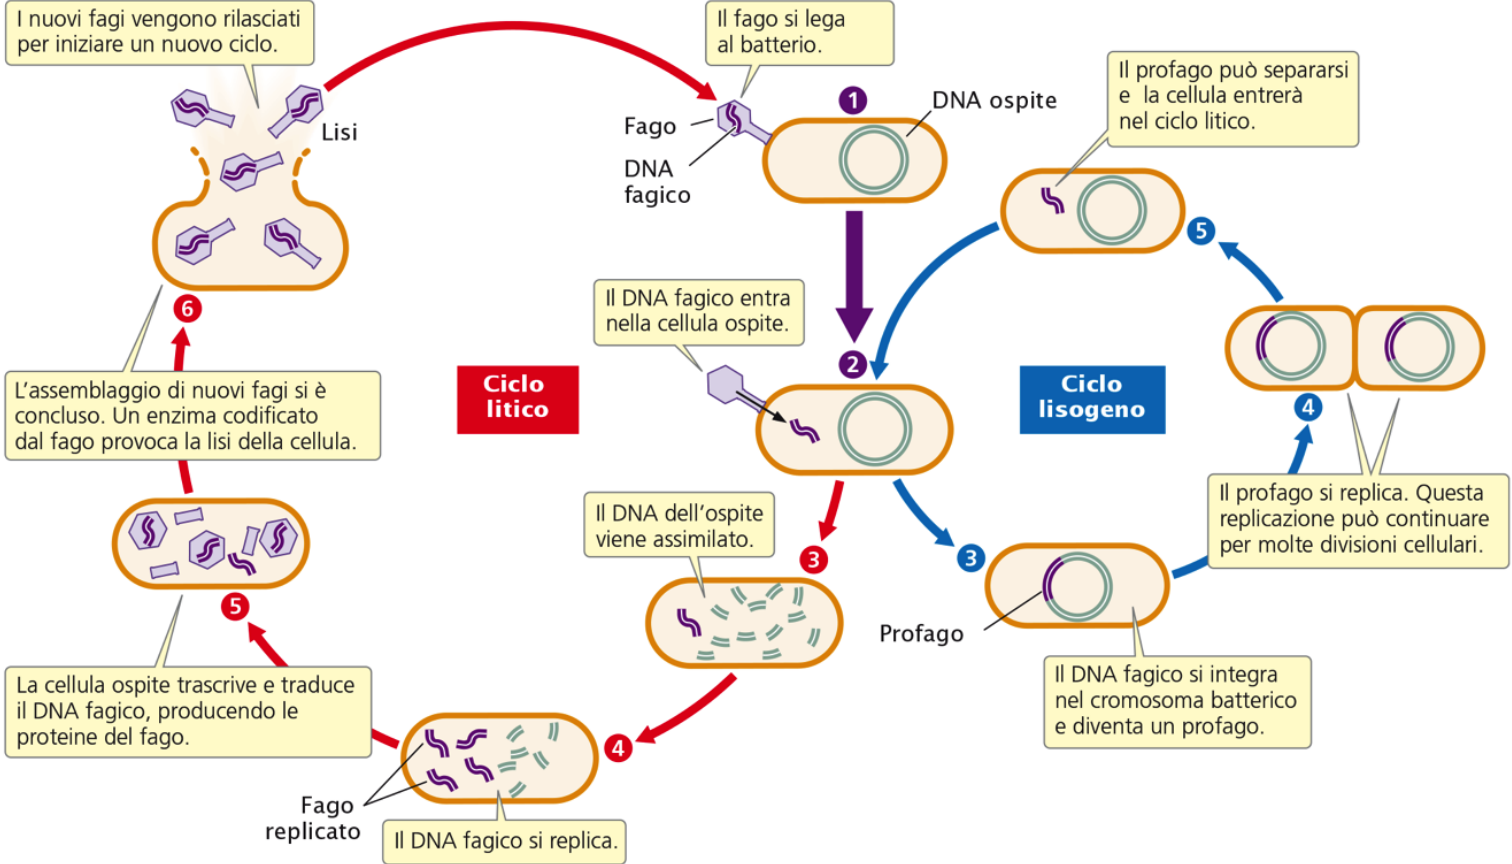 I nuovi fagi vengono rilasciati
per iniziare un nuovo ciclo.
Lisi
Il fago si lega
al batterio.
1
Fago
DNA
fagico
DNA ospite
Il profago può separarsi
e la cellula entrerà
nel ciclo litico.
5
Il DNA fagico entra
nella cellula ospite.
2
Ciclo
litico
Ciclo
lisogeno
4
Il profago si replica. Questa
replicazione può continuare
per molte divisioni cellulari.
6
L'assemblaggio di nuovi fagi si è
concluso. Un enzima codificato
dal fago provoca la lisi della cellula.
Il DNA dell'ospite
viene assimilato.
3
3
Profago
Il DNA fagico si integra
nel cromosoma batterico
e diventa un profago.
5
La cellula ospite trascrive e traduce
il DNA fagico, producendo le
proteine del fago.
4
Fago
replicato
Il DNA fagico si replica.